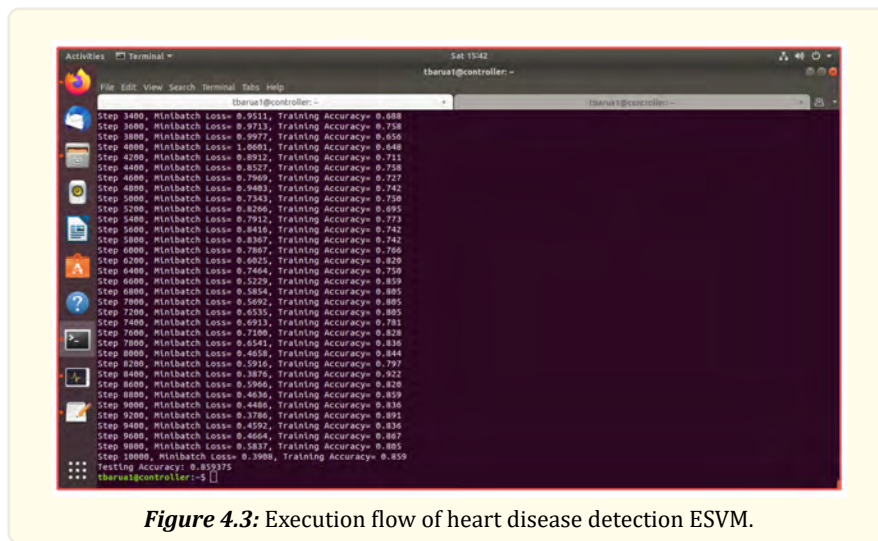 Activities Terminal Sat 15:42
tbarua1@controller: ~
File Edit View Search Terminal Tabs Help
tbarua1@controller: ~ tbarua1@controller: ~
Step 3400, Minibatch Loss= 0.9511, Training Accuracy= 0.688
Step 3600, Minibatch Loss= 0.9713, Training Accuracy= 0.758
Step 3800, Minibatch Loss= 0.9977, Training Accuracy= 0.656
Step 4000, Minibatch Loss= 1.0601, Training Accuracy= 0.648
Step 4200, Minibatch Loss= 0.8912, Training Accuracy= 0.711
Step 4400, Minibatch Loss= 0.8527, Training Accuracy= 0.758
Step 4600, Minibatch Loss= 0.7969, Training Accuracy= 0.727
Step 4800, Minibatch Loss= 0.9403, Training Accuracy= 0.742
Step 5000, Minibatch Loss= 0.7343, Training Accuracy= 0.750
Step 5200, Minibatch Loss= 0.8266, Training Accuracy= 0.695
Step 5400, Minibatch Loss= 0.7912, Training Accuracy= 0.773
Step 5600, Minibatch Loss= 0.8416, Training Accuracy= 0.742
Step 5800, Minibatch Loss= 0.8367, Training Accuracy= 0.742
Step 6000, Minibatch Loss= 0.7867, Training Accuracy= 0.766
Step 6200, Minibatch Loss= 0.6025, Training Accuracy= 0.820
Step 6400, Minibatch Loss= 0.7464, Training Accuracy= 0.750
Step 6600, Minibatch Loss= 0.5229, Training Accuracy= 0.859
Step 6800, Minibatch Loss= 0.5854, Training Accuracy= 0.805
Step 7000, Minibatch Loss= 0.5692, Training Accuracy= 0.805
Step 7200, Minibatch Loss= 0.6535, Training Accuracy= 0.805
Step 7400, Minibatch Loss= 0.6913, Training Accuracy= 0.781
Step 7600, Minibatch Loss= 0.7100, Training Accuracy= 0.828
Step 7800, Minibatch Loss= 0.6541, Training Accuracy= 0.836
Step 8000, Minibatch Loss= 0.4658, Training Accuracy= 0.844
Step 8200, Minibatch Loss= 0.5916, Training Accuracy= 0.797
Step 8400, Minibatch Loss= 0.3876, Training Accuracy= 0.922
Step 8600, Minibatch Loss= 0.5966, Training Accuracy= 0.820
Step 8800, Minibatch Loss= 0.4636, Training Accuracy= 0.859
Step 9000, Minibatch Loss= 0.4486, Training Accuracy= 0.836
Step 9200, Minibatch Loss= 0.3786, Training Accuracy= 0.891
Step 9400, Minibatch Loss= 0.4592, Training Accuracy= 0.836
Step 9600, Minibatch Loss= 0.4664, Training Accuracy= 0.867
Step 9800, Minibatch Loss= 0.5837, Training Accuracy= 0.805
Step 10000, Minibatch Loss= 0.3908, Training Accuracy= 0.859
Testing Accuracy: 0.859375
tbarua1@controller:~$
Figure 4.3: Execution flow of heart disease detection ESVM.